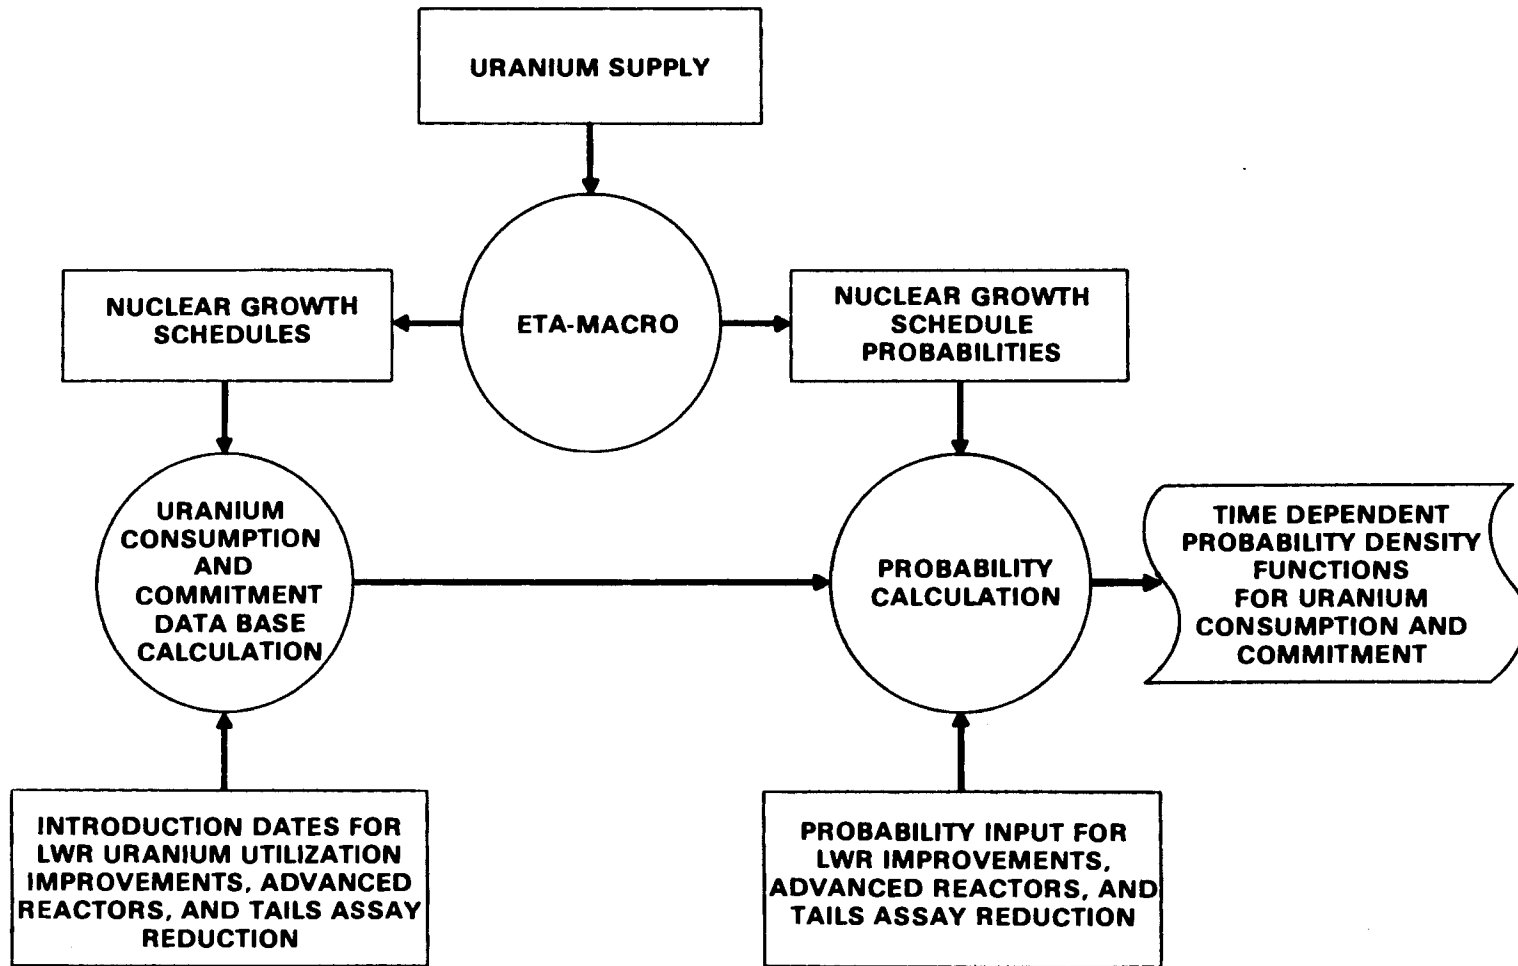 URANIUM SUPPLY
NUCLEAR GROWTH
SCHEDULES
ETA-MACRO
NUCLEAR GROWTH
SCHEDULE
PROBABILITIES
URANIUM
CONSUMPTION
AND
COMMITMENT
DATA BASE
CALCULATION
PROBABILITY
CALCULATION
TIME DEPENDENT
PROBABILITY DENSITY
FUNCTIONS
FOR URANIUM
CONSUMPTION AND
COMMITMENT
INTRODUCTION DATES FOR
LWR URANIUM UTILIZATION
IMPROVEMENTS, ADVANCED
REACTORS, AND TAILS ASSAY
REDUCTION
PROBABILITY INPUT FOR
LWR IMPROVEMENTS,
ADVANCED REACTORS, AND
TAILS ASSAY REDUCTION